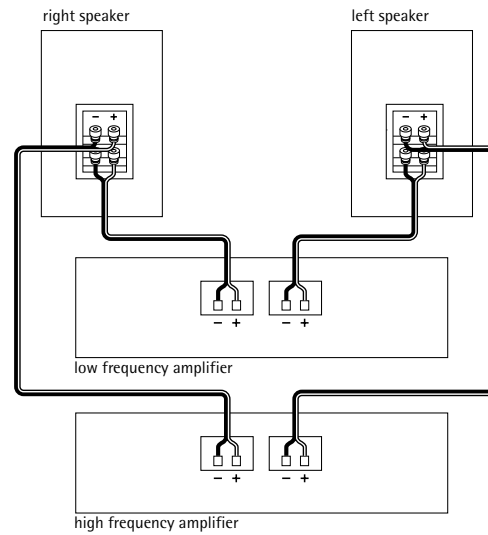 right speaker left speaker
– + – +
– + – +
low frequency amplifier
– + – +
high frequency amplifier